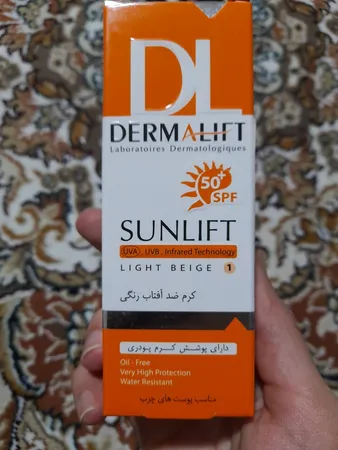 DL
DERMALIFT
Laboratoires Dermatologiques
50+
SPF
SUNLIFT
UVA . UVB . Infrared Technology
LIGHT BEIGE 1
کرم ضد آفتاب رنگی
دارای پوشش کرم پودری
Oil - Free
Very High Protection
Water Resistant
مناسب پوست های چرب